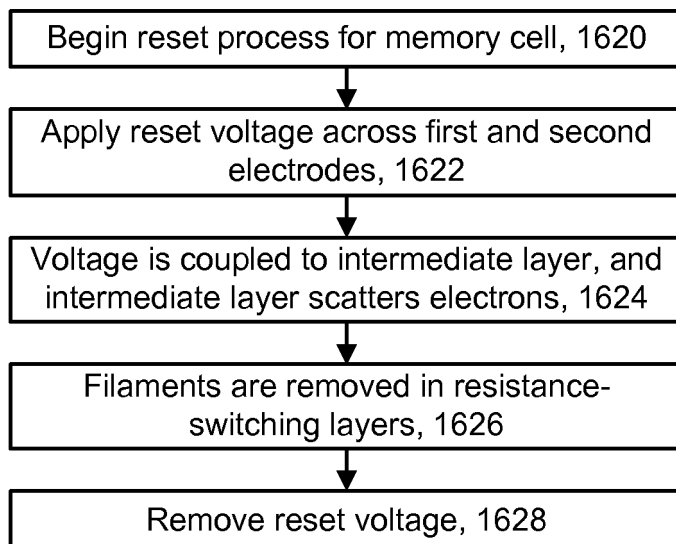 Begin reset process for memory cell, 1620
Apply reset voltage across first and second
electrodes, 1622
Voltage is coupled to intermediate layer, and
intermediate layer scatters electrons, 1624
Filaments are removed in resistance-
switching layers, 1626
Remove reset voltage, 1628